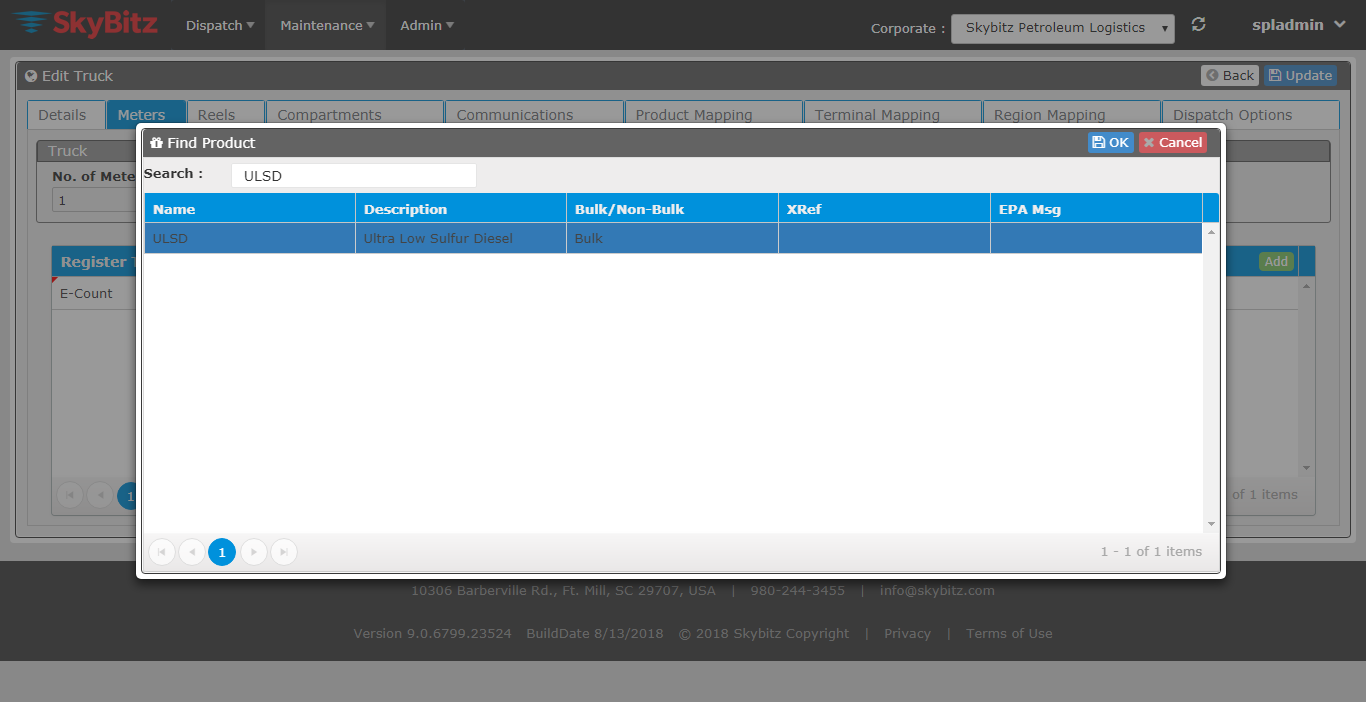 SkyBitz Dispatch Maintenance Admin Corporate : Skybitz Petroleum Logistics spladmin
Edit Truck Back Update
Details Meters Reels Compartments Communications Product Mapping Terminal Mapping Region Mapping Dispatch Options
Truck
No. of Mete
1
Register T Add
E-Count
1 of 1 items
Find Product OK Cancel
Search : ULSD
Name Description Bulk/Non-Bulk XRef EPA Msg
ULSD Ultra Low Sulfur Diesel Bulk
1 1 - 1 of 1 items
10306 Barberville Rd., Ft. Mill, SC 29707, USA | 980-244-3455 | info@skybitz.com
Version 9.0.6799.23524 BuildDate 8/13/2018 © 2018 Skybitz Copyright | Privacy | Terms of Use